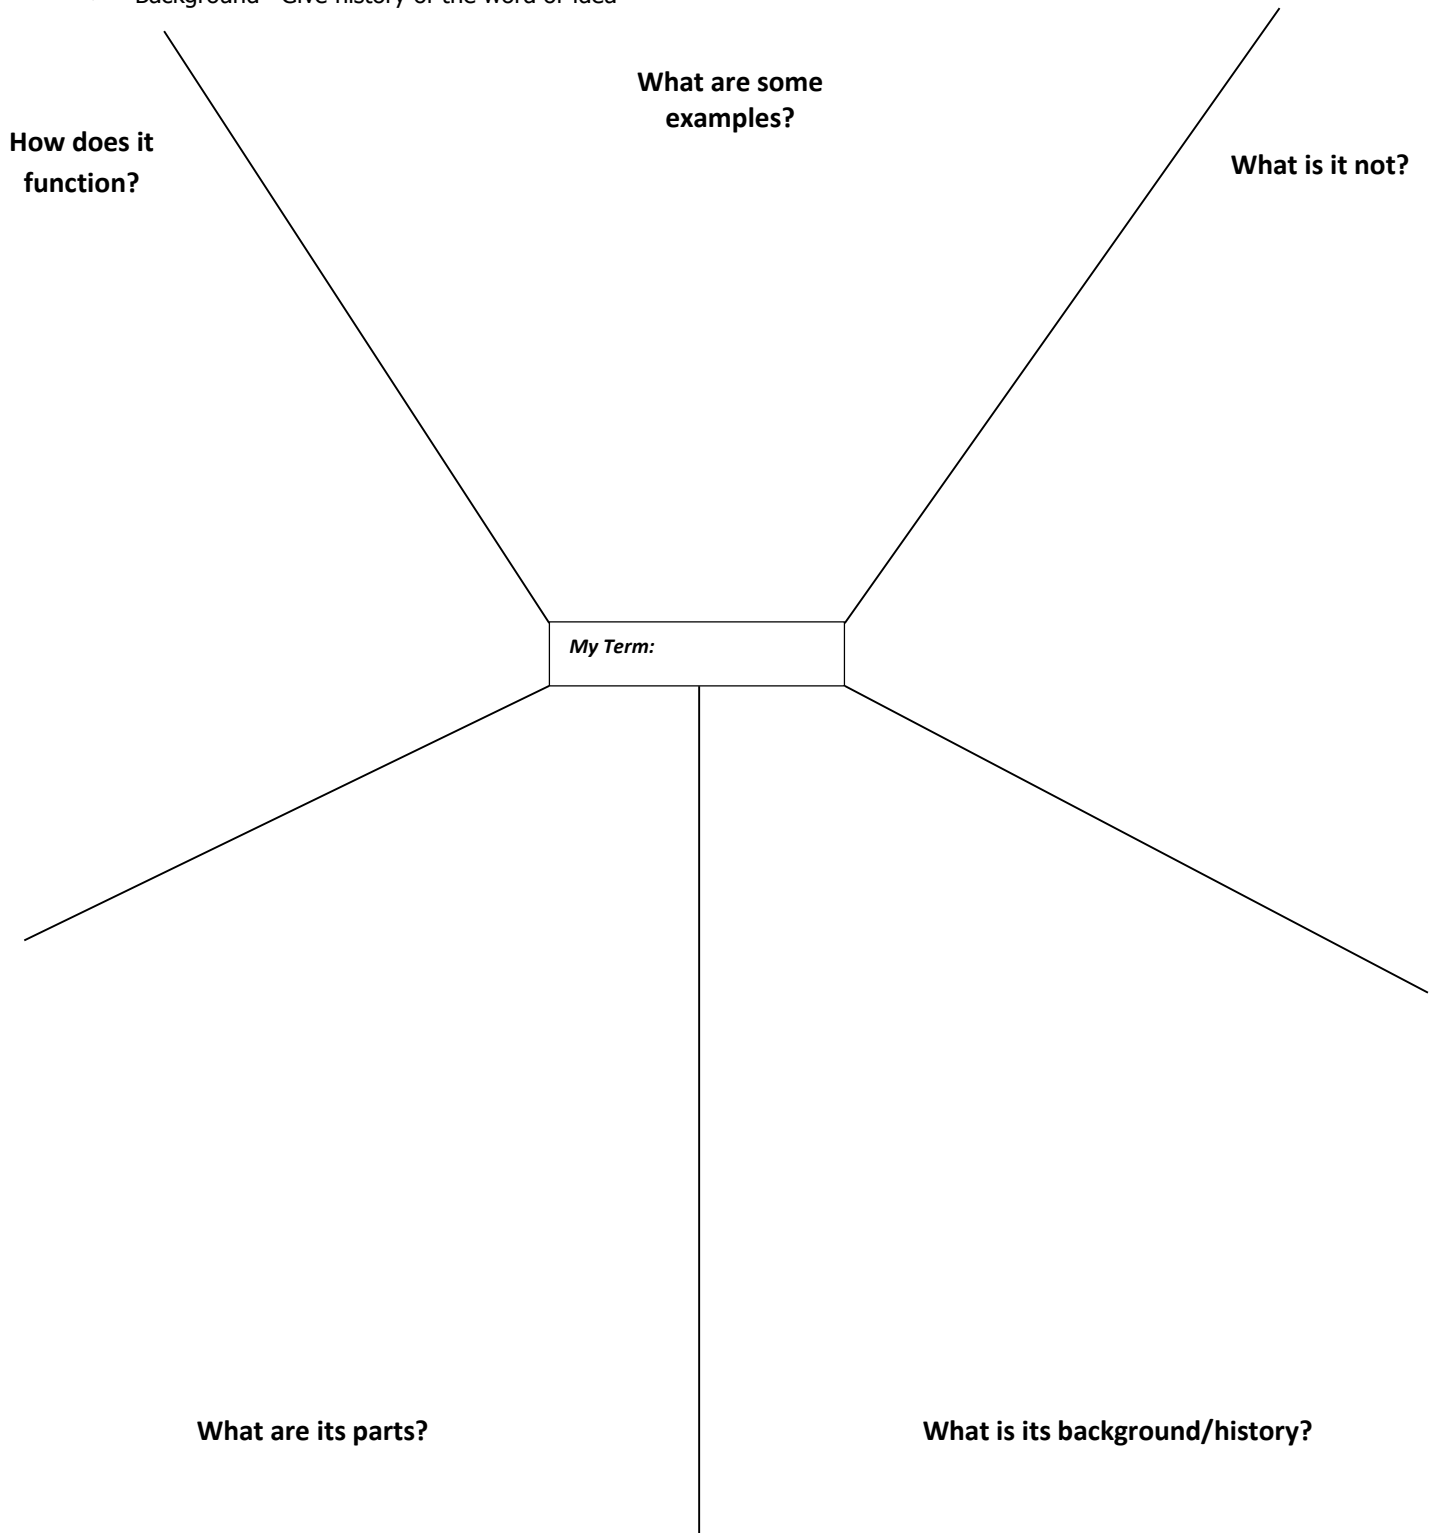 Background - Give history of the word or idea
What are some
examples?
How does it
function?
What is it not?
My Term:
What are its parts?
What is its background/history?